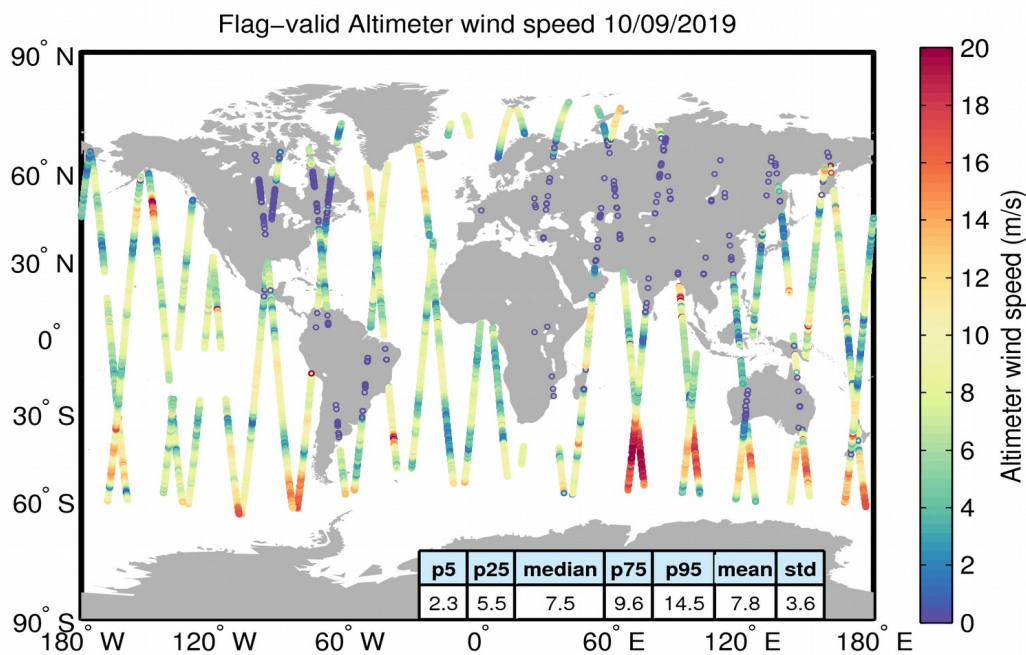 Flag−valid Altimeter wind speed 10/09/2019
90° N
60° N
30° N
0°
30° S
60° S
90° S
180° W
120° W
60° W
0°
60° E
120° E
180° E
p5 p25 median p75 p95 mean std
2.3 5.5 7.5 9.6 14.5 7.8 3.6
20
18
16
14
12
10
8
6
4
2
0
Altimeter wind speed (m/s)